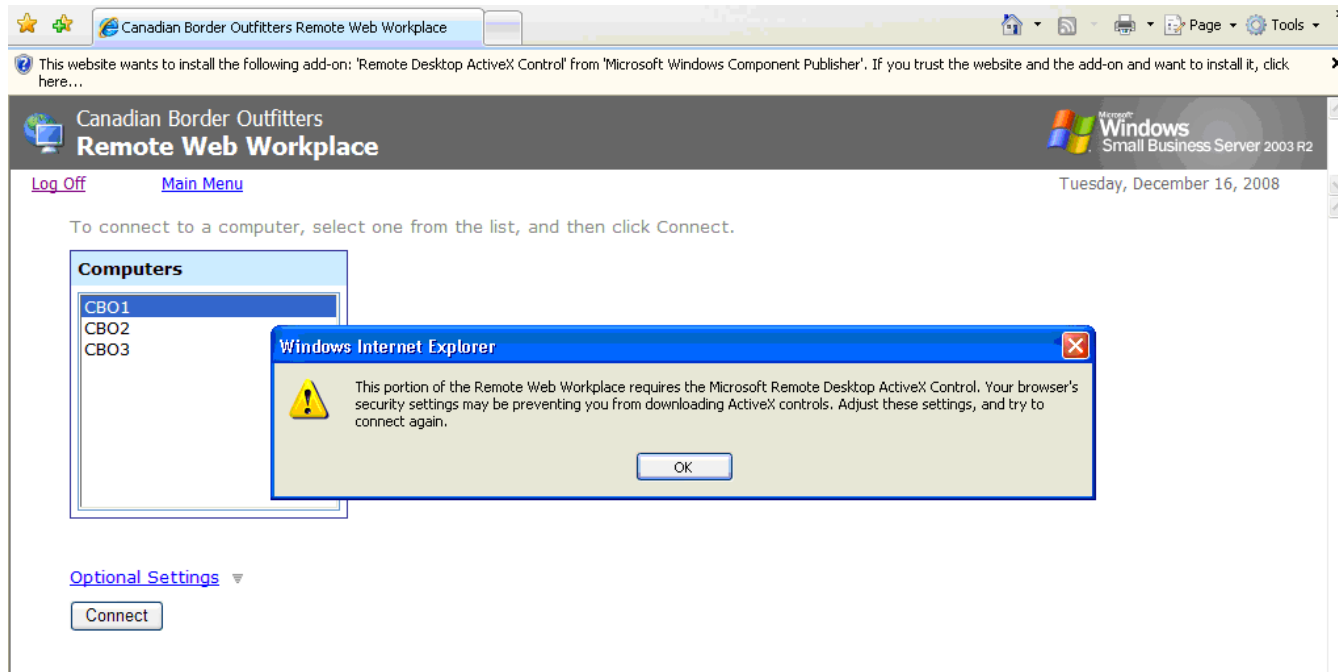 Canadian Border Outfitters Remote Web Workplace
Page Tools
This website wants to install the following add-on: 'Remote Desktop ActiveX Control' from 'Microsoft Windows Component Publisher'. If you trust the website and the add-on and want to install it, click
here...
Canadian Border Outfitters
Remote Web Workplace
Microsoft
Windows
Small Business Server 2003 R2
Log Off Main Menu Tuesday, December 16, 2008
To connect to a computer, select one from the list, and then click Connect.
Computers
CBO1
CBO2
CBO3
Windows Internet Explorer
This portion of the Remote Web Workplace requires the Microsoft Remote Desktop ActiveX Control. Your browser's
security settings may be preventing you from downloading ActiveX controls. Adjust these settings, and try to
connect again.
OK
Optional Settings
Connect